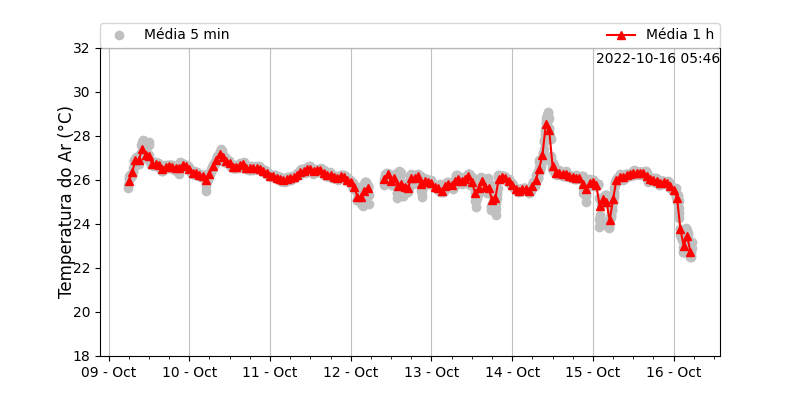 Média 5 min
Média 1 h
2022-10-16 05:46
Temperatura do Ar (°C)
32
30
28
26
24
22
20
18
09 - Oct
10 - Oct
11 - Oct
12 - Oct
13 - Oct
14 - Oct
15 - Oct
16 - Oct